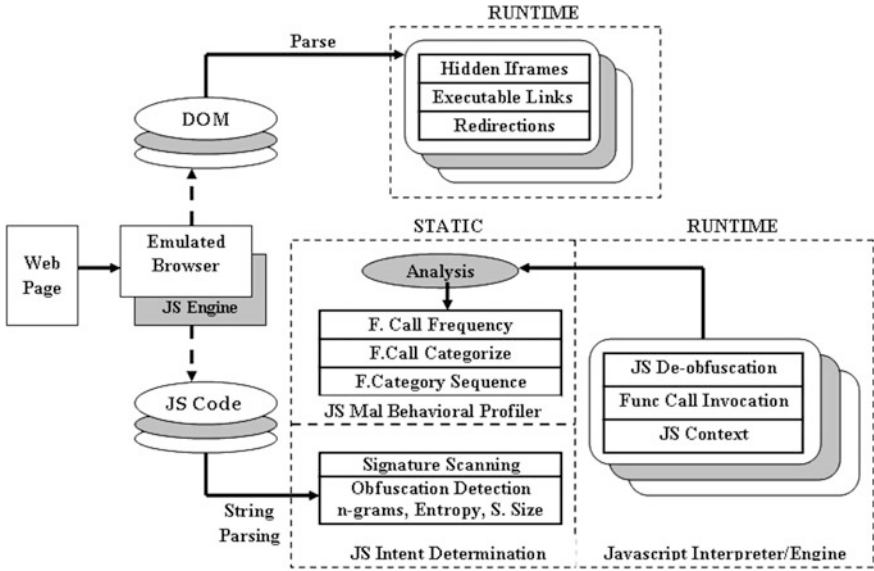 RUNTIME
Parse
Hidden Iframes
Executable Links
Redirections
DOM
Web
Page
Emulated
Browser
JS Engine
STATIC
RUNTIME
Analysis
F. Call Frequency
F.Call Categorize
F.Category Sequence
JS Mal Behavioral Profiler
JS De-obfuscation
Func Call Invocation
JS Context
JS Code
String
Parsing
Signature Scanning
Obfuscation Detection
n-grams, Entropy, S. Size
JS Intent Determination
Javascript Interpreter/Engine